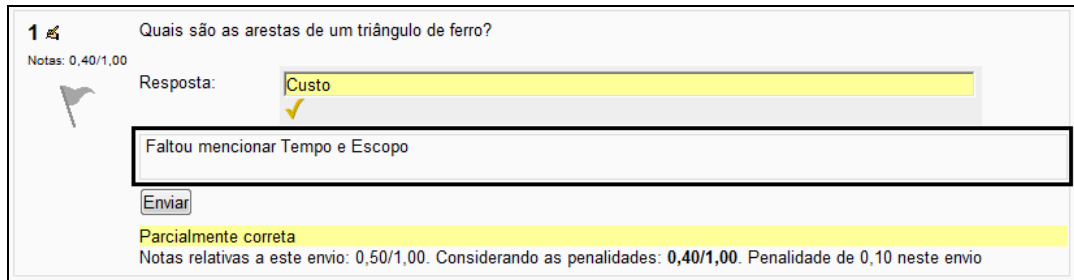 1
Quais são as arestas de um triângulo de ferro?
Notas: 0,40/1,00
Resposta:
Custo
Faltou mencionar Tempo e Escopo
Enviar
Parcialmente correta
Notas relativas a este envio: 0,50/1,00. Considerando as penalidades: 0,40/1,00. Penalidade de 0,10 neste envio